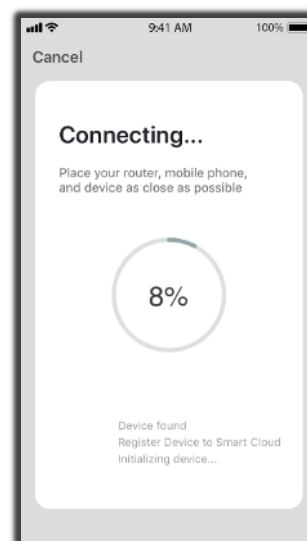 9:41 AM
100%
Cancel
Connecting...
Place your router, mobile phone,
and device as close as possible
8%
Device found
Register Device to Smart Cloud
Initializing device...